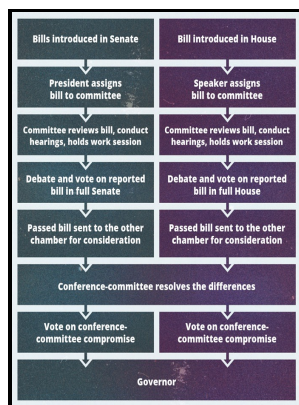 Bills introduced in Senate
Bill introduced in House
President assigns
bill to committee
Speaker assigns
bill to committee
Committee reviews bill, conduct
hearings, holds work session
Committee reviews bill, conduct
hearings, holds work session
Debate and vote on reported
bill in full Senate
Debate and vote on reported
bill in full House
Passed bill sent to the other
chamber for consideration
Passed bill sent to the other
chamber for consideration
Conference-committee resolves the differences
Vote on conference-
committee compromise
Vote on conference-
committee compromise
Governor